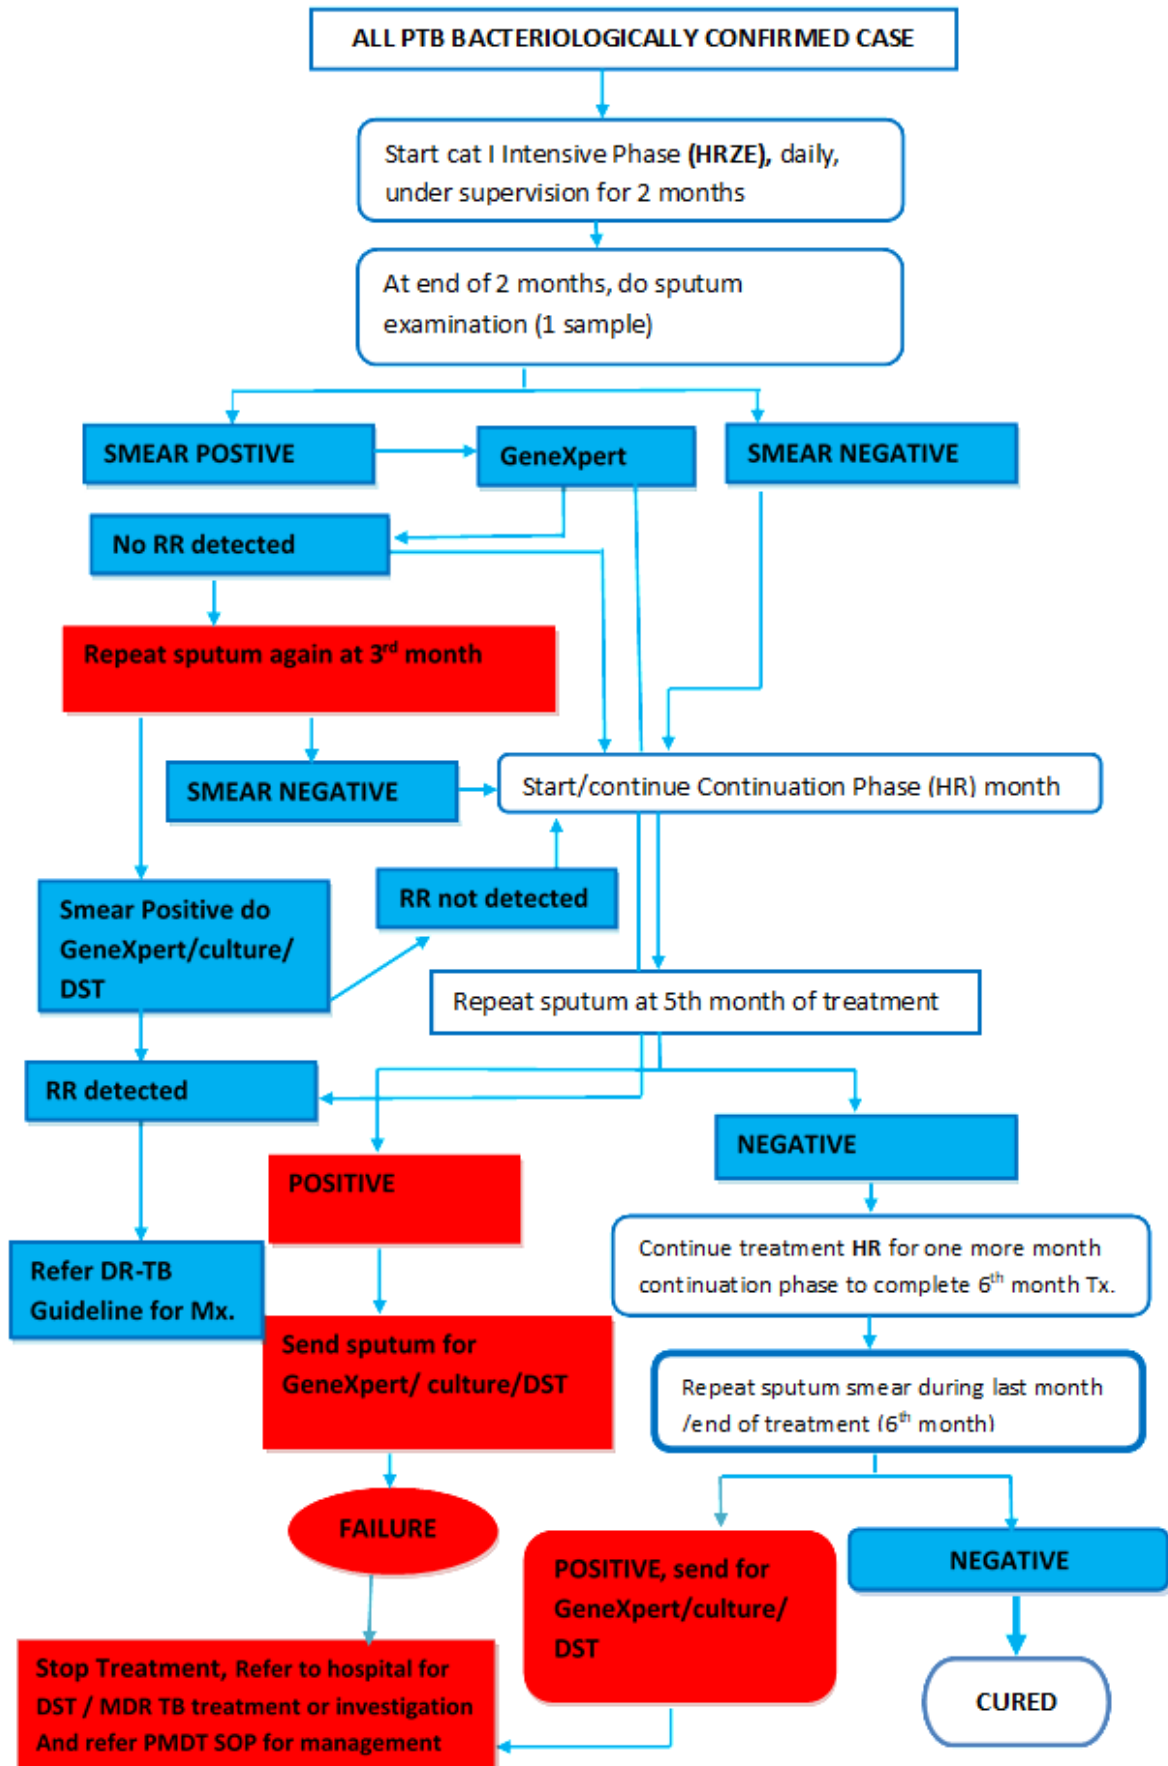 ALL PTB BACTERIOLOGICALLY CONFIRMED CASE
Start cat I Intensive Phase (HRZE), daily,
under supervision for 2 months
At end of 2 months, do sputum
examination (1 sample)
SMEAR POSTIVE
GeneXpert
SMEAR NEGATIVE
No RR detected
Repeat sputum again at 3rd month
SMEAR NEGATIVE
Start/continue Continuation Phase (HR) month
RR not detected
Smear Positive do
GeneXpert/culture/
DST
Repeat sputum at 5th month of treatment
RR detected
NEGATIVE
POSITIVE
Continue treatment HR for one more month
continuation phase to complete 6th month Tx.
Refer DR-TB
Guideline for Mx.
Send sputum for
GeneXpert/ culture/DST
Repeat sputum smear during last month
/end of treatment (6th month)
FAILURE
POSITIVE, send for
GeneXpert/culture/
DST
NEGATIVE
Stop Treatment, Refer to hospital for
DST / MDR TB treatment or investigation
And refer PMDT SOP for management
CURED